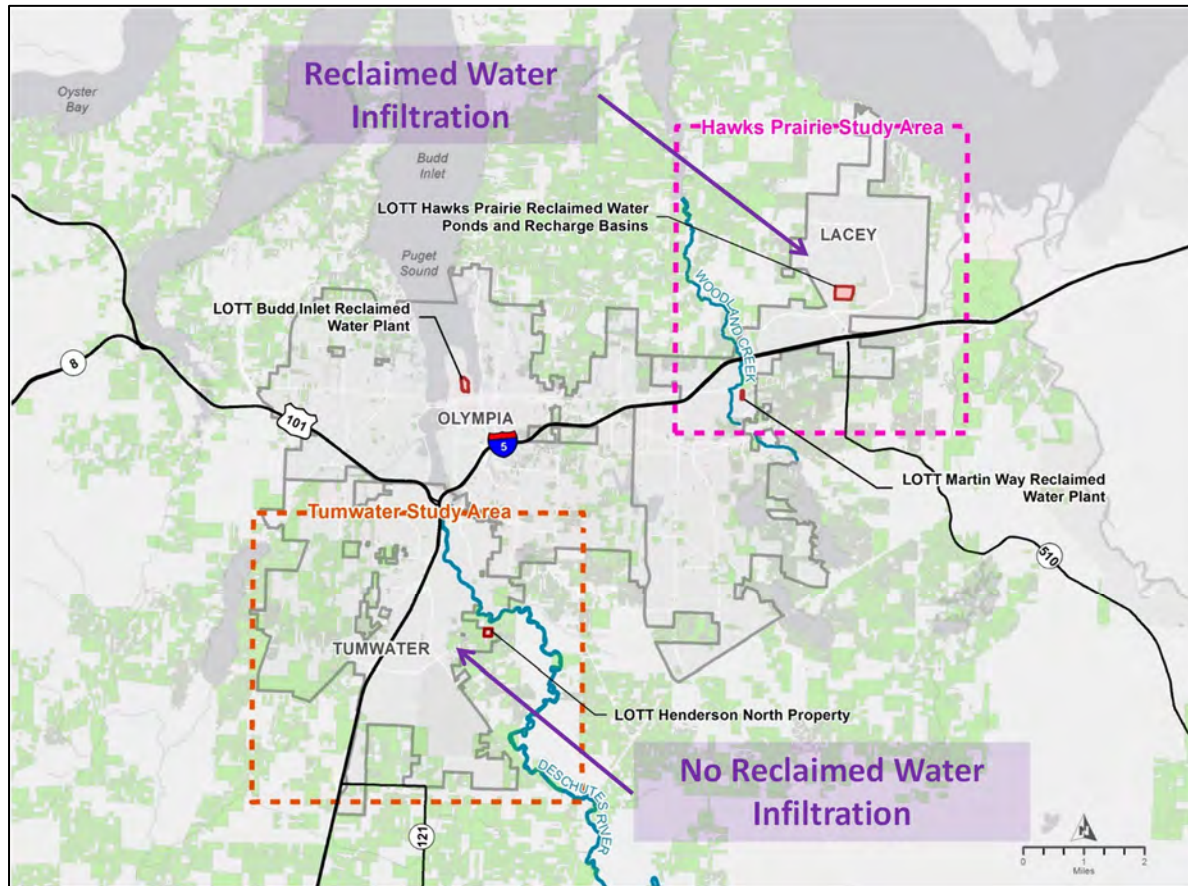 Reclaimed Water
Infiltration
Oyster
Bay
Budd
Inlet
Hawks Prairie Study Area
LOTT Hawks Prairie Reclaimed Water
Ponds and Recharge Basins
LACEY
Puget
Sound
WOODLAND CREEK
LOTT Budd Inlet Reclaimed
Water Plant
8
101
OLYMPIA
5
LOTT Martin Way Reclaimed
Water Plant
Tumwater Study Area
510
TUMWATER
LOTT Henderson North Property
DESCHUTES RIVER
No Reclaimed Water
Infiltration
121
N
0 1 2
Miles